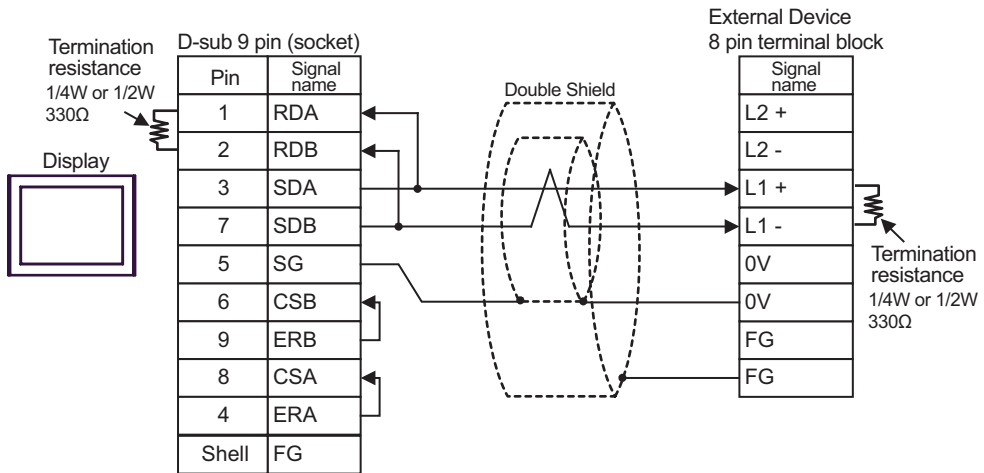 External Device
8 pin terminal block
D-sub 9 pin (socket)
Termination
resistance
1/4W or 1/2W
330Ω
Display
Pin
Signal
name
1
RDA
2
RDB
3
SDA
7
SDB
5
SG
6
CSB
9
ERB
8
CSA
4
ERA
Shell
FG
Double Shield
Signal
name
L2 +
L2 -
L1 +
L1 -
0V
0V
FG
FG
Termination
resistance
1/4W or 1/2W
330Ω